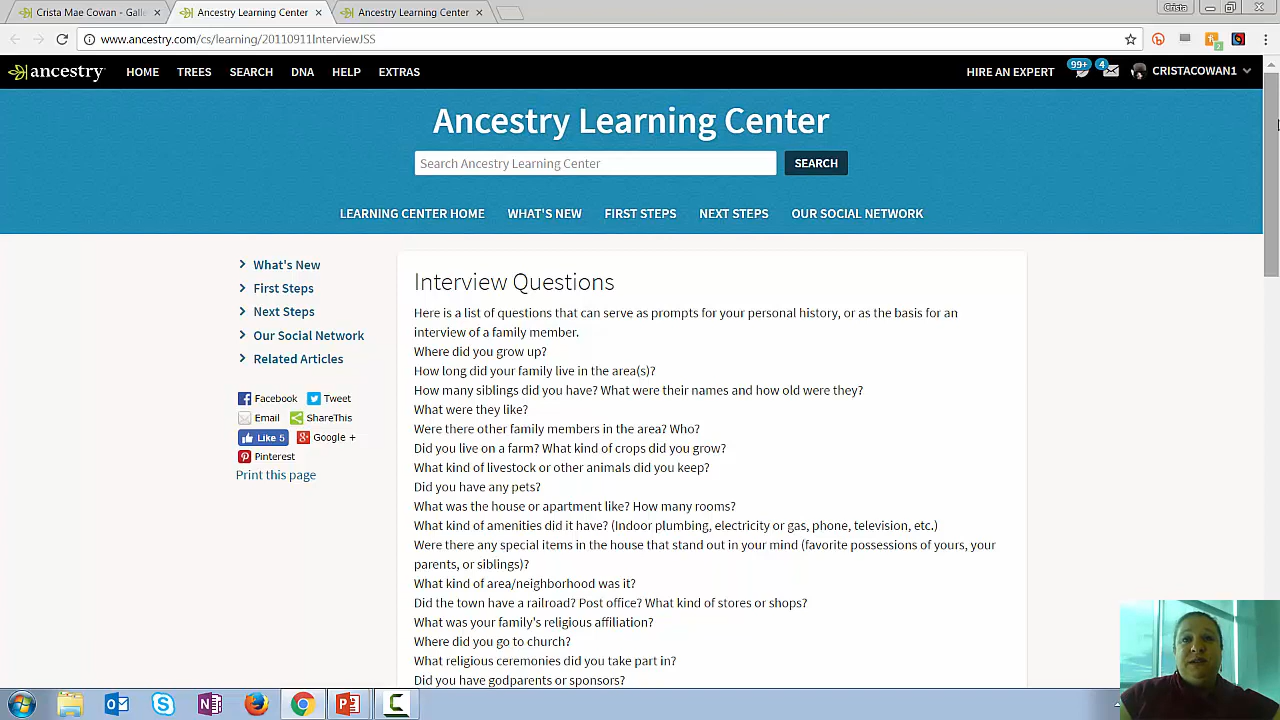 Crista Mae Cowan - Galle
Ancestry Learning Center
Ancestry Learning Center
Crista
www.ancestry.com/cs/learning/20110911InterviewJSS
2
ancestry
HOME
TREES
SEARCH
DNA
HELP
EXTRAS
HIRE AN EXPERT
99+
4
CRISTACOWAN1
Ancestry Learning Center
Search Ancestry Learning Center
SEARCH
LEARNING CENTER HOME
WHAT'S NEW
FIRST STEPS
NEXT STEPS
OUR SOCIAL NETWORK
What's New
First Steps
Next Steps
Our Social Network
Related Articles
Facebook
Tweet
Email
ShareThis
Like 5
Google +
Pinterest
Print this page
Interview Questions
Here is a list of questions that can serve as prompts for your personal history, or as the basis for an
interview of a family member.
Where did you grow up?
How long did your family live in the area(s)?
How many siblings did you have? What were their names and how old were they?
What were they like?
Were there other family members in the area? Who?
Did you live on a farm? What kind of crops did you grow?
What kind of livestock or other animals did you keep?
Did you have any pets?
What was the house or apartment like? How many rooms?
What kind of amenities did it have? (Indoor plumbing, electricity or gas, phone, television, etc.)
Were there any special items in the house that stand out in your mind (favorite possessions of yours, your
parents, or siblings)?
What kind of area/neighborhood was it?
Did the town have a railroad? Post office? What kind of stores or shops?
What was your family's religious affiliation?
Where did you go to church?
What religious ceremonies did you take part in?
Did you have godparents or sponsors?